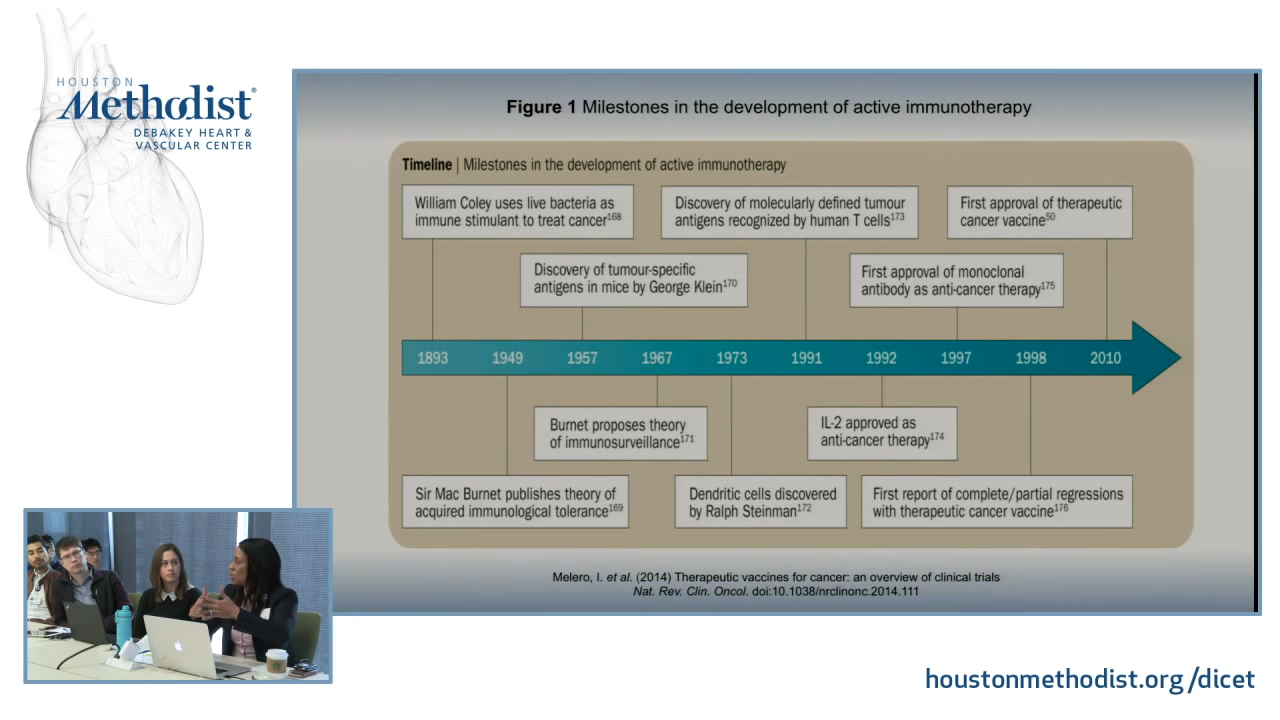 HOUSTON
Methodist®
DEBAKEY HEART &
VASCULAR CENTER
Figure 1 Milestones in the development of active immunotherapy
Timeline | Milestones in the development of active immunotherapy
William Coley uses live bacteria as
immune stimulant to treat cancer168
Discovery of molecularly defined tumour
antigens recognized by human T cells173
First approval of therapeutic
cancer vaccine50
Discovery of tumour-specific
antigens in mice by George Klein170
First approval of monoclonal
antibody as anti-cancer therapy175
1893 1949 1957 1967 1973 1991 1992 1997 1998 2010
Burnet proposes theory
of immunosurveillance171
IL-2 approved as
anti-cancer therapy174
Sir Mac Burnet publishes theory of
acquired immunological tolerance169
Dendritic cells discovered
by Ralph Steinman172
First report of complete/partial regressions
with therapeutic cancer vaccine176
Melero, I. et al. (2014) Therapeutic vaccines for cancer: an overview of clinical trials
Nat. Rev. Clin. Oncol. doi:10.1038/nrclinonc.2014.111
houstonmethodist.org/dicet